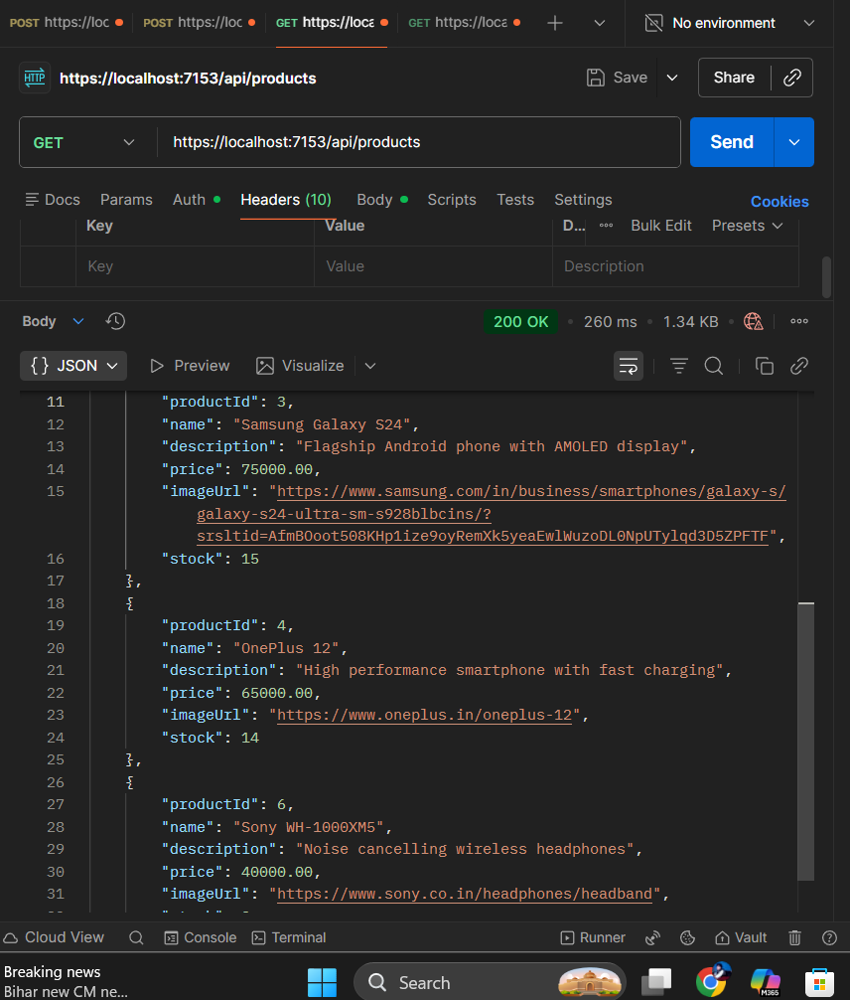 POST https://loc POST https://loc GET https://loca GET https://loca No environment
HTTP https://localhost:7153/api/products Save Share
GET https://localhost:7153/api/products Send
Docs Params Auth Headers (10) Body Scripts Tests Settings Cookies
Key Value D... Bulk Edit Presets
Key Value Description
Body 200 OK 260 ms 1.34 KB
{} JSON Preview Visualize
11 "productId": 3,
12 "name": "Samsung Galaxy S24",
13 "description": "Flagship Android phone with AMOLED display",
14 "price": 75000.00,
15 "imageUrl": "https://www.samsung.com/in/business/smartphones/galaxy-s/
galaxy-s24-ultra-sm-s928blbcins/?
srsltid=AfmBOoot508KHp1ize9oyRemXk5yeaEwlWuzoDL0NpUTylqd3D5ZPFTF",
16 "stock": 15
17 },
18 {
19 "productId": 4,
20 "name": "OnePlus 12",
21 "description": "High performance smartphone with fast charging",
22 "price": 65000.00,
23 "imageUrl": "https://www.oneplus.in/oneplus-12",
24 "stock": 14
25 },
26 {
27 "productId": 6,
28 "name": "Sony WH-1000XM5",
29 "description": "Noise cancelling wireless headphones",
30 "price": 40000.00,
31 "imageUrl": "https://www.sony.co.in/headphones/headband",
Cloud View Console Terminal Runner Vault
Breaking news
Bihar new CM ne...
Search
M365